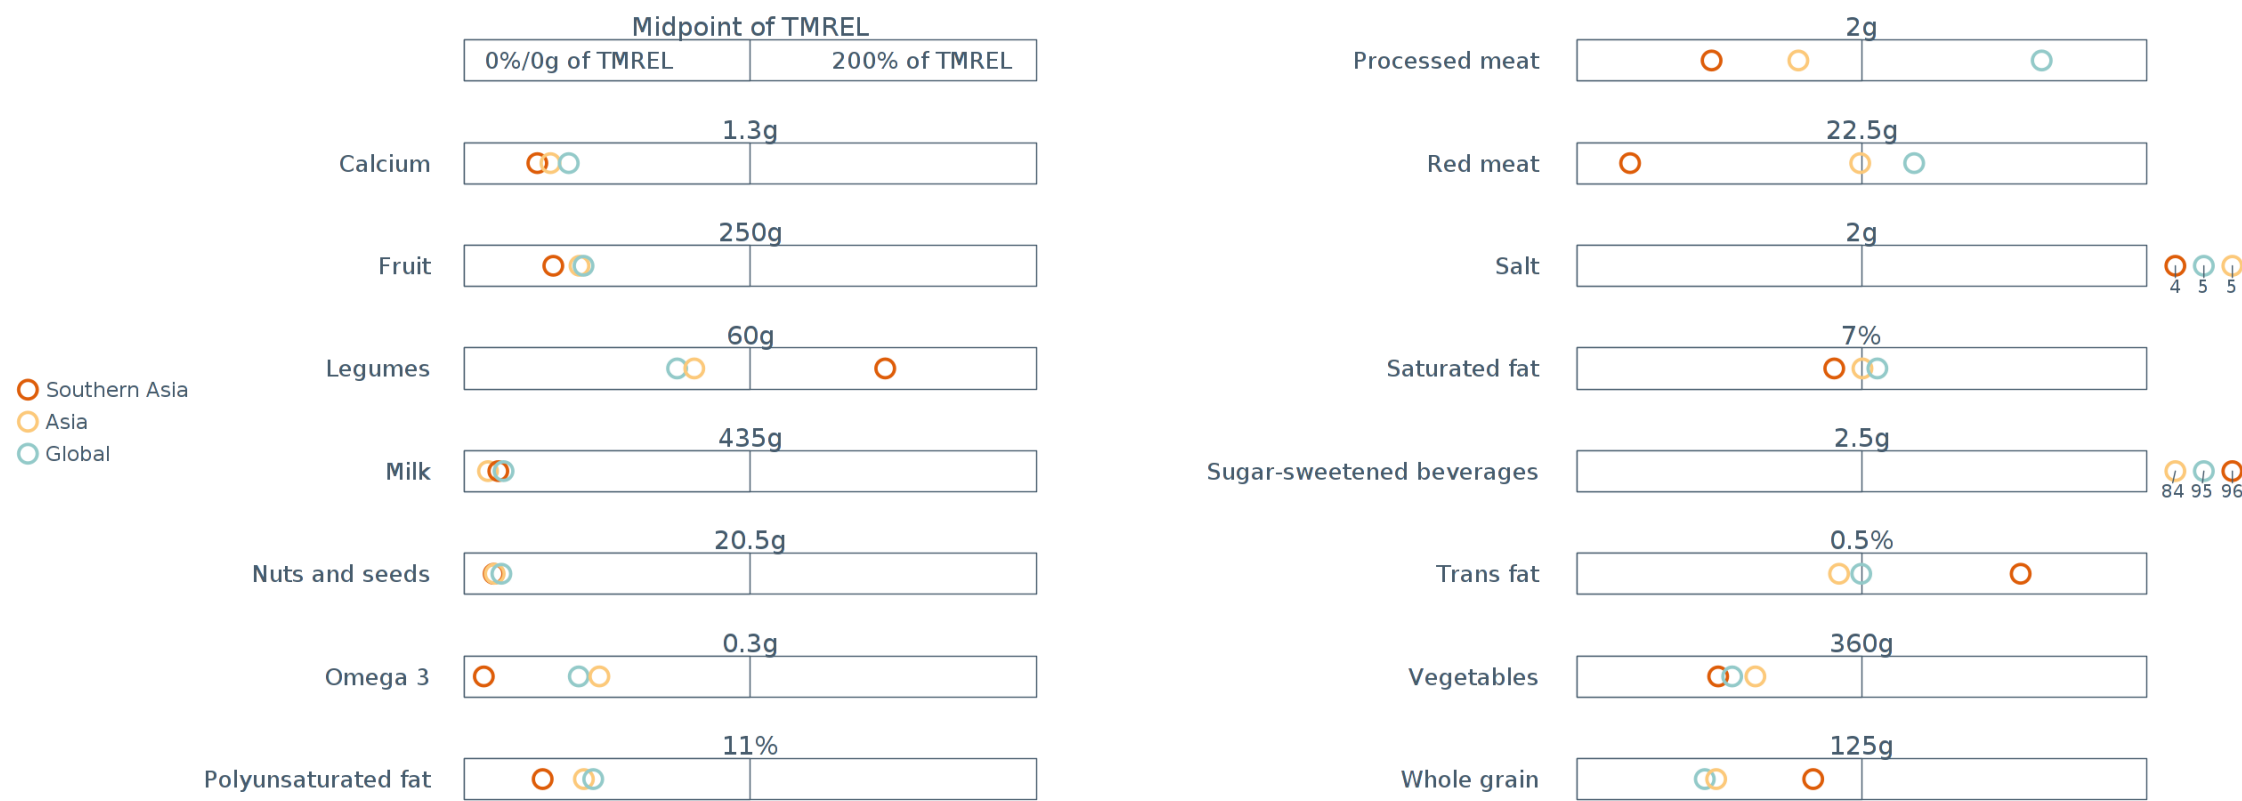 Midpoint of TMREL
0%/0g of TMREL
200% of TMREL
1.3g
Calcium
250g
Fruit
60g
Legumes
435g
Milk
20.5g
Nuts and seeds
0.3g
Omega 3
11%
Polyunsaturated fat
Southern Asia
Asia
Global
2g
Processed meat
22.5g
Red meat
2g
Salt
4 5 5
7%
Saturated fat
2.5g
Sugar-sweetened beverages
84 95 96
0.5%
Trans fat
360g
Vegetables
125g
Whole grain